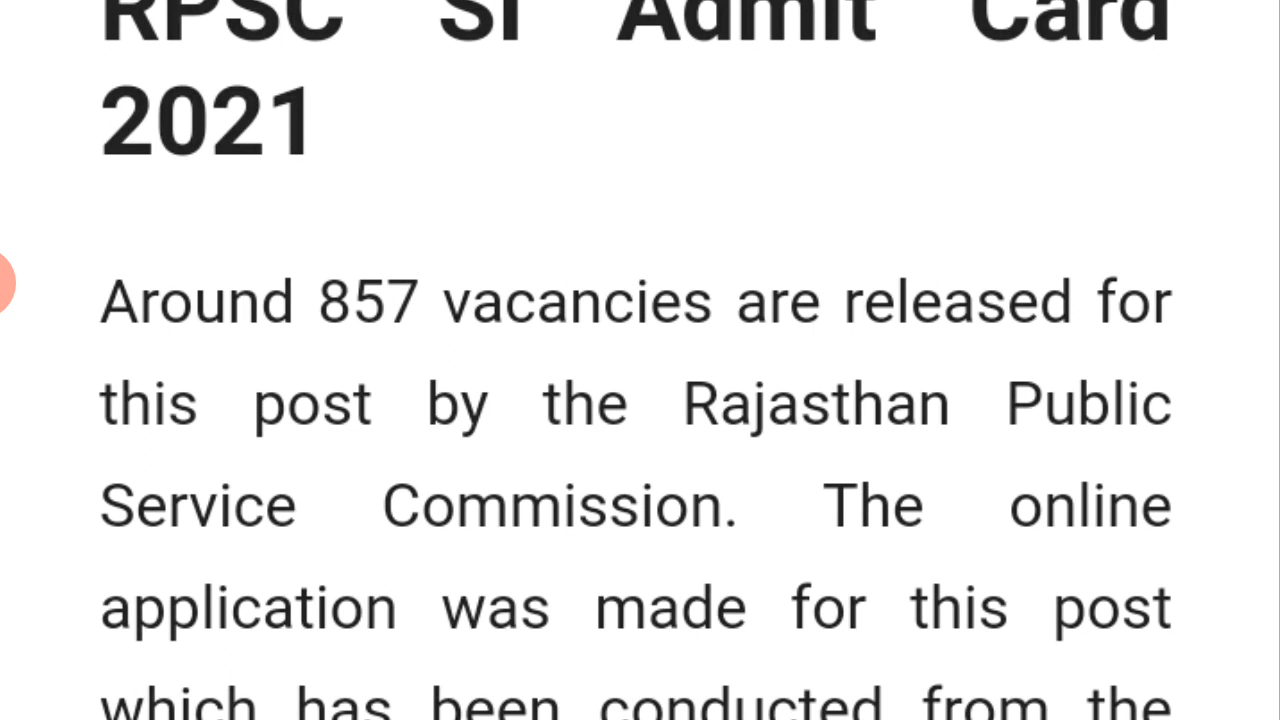 RPSC SI Admit Card
2021
Around 857 vacancies are released for
this post by the Rajasthan Public
Service Commission. The online
application was made for this post
which has been conducted from the